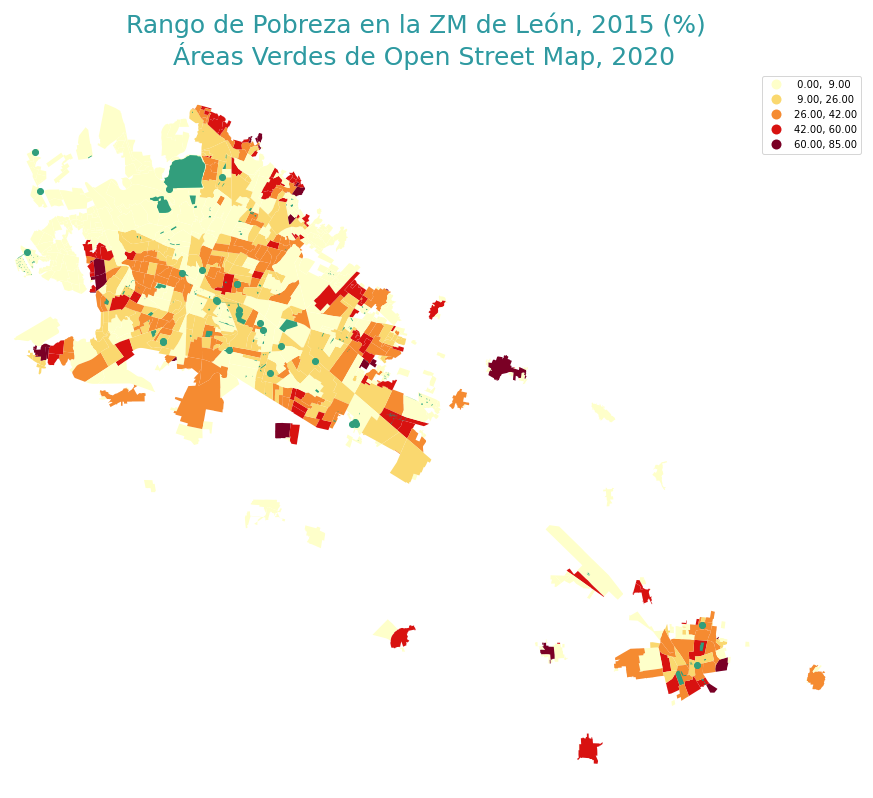 Rango de Pobreza en la ZM de León, 2015 (%)
Áreas Verdes de Open Street Map, 2020
0.00, 9.00
9.00, 26.00
26.00, 42.00
42.00, 60.00
60.00, 85.00